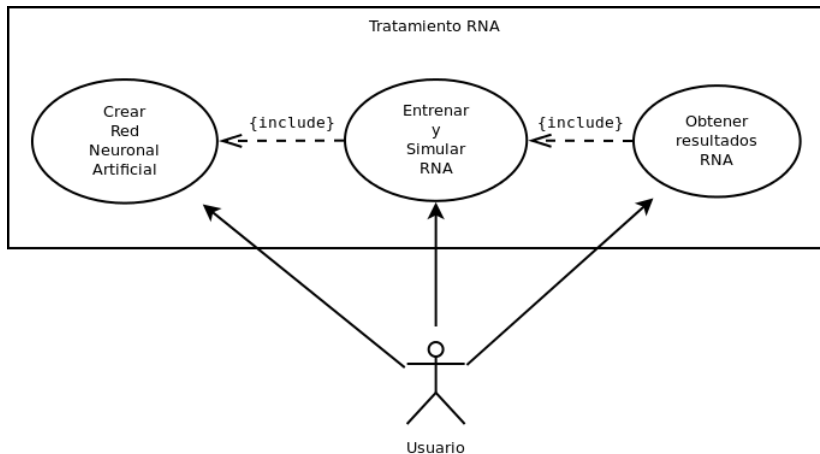 Tratamiento RNA
Crear
Red
Neuronal
Artificial
{include}
Entrenar
y
Simular
RNA
{include}
Obtener
resultados
RNA
Usuario